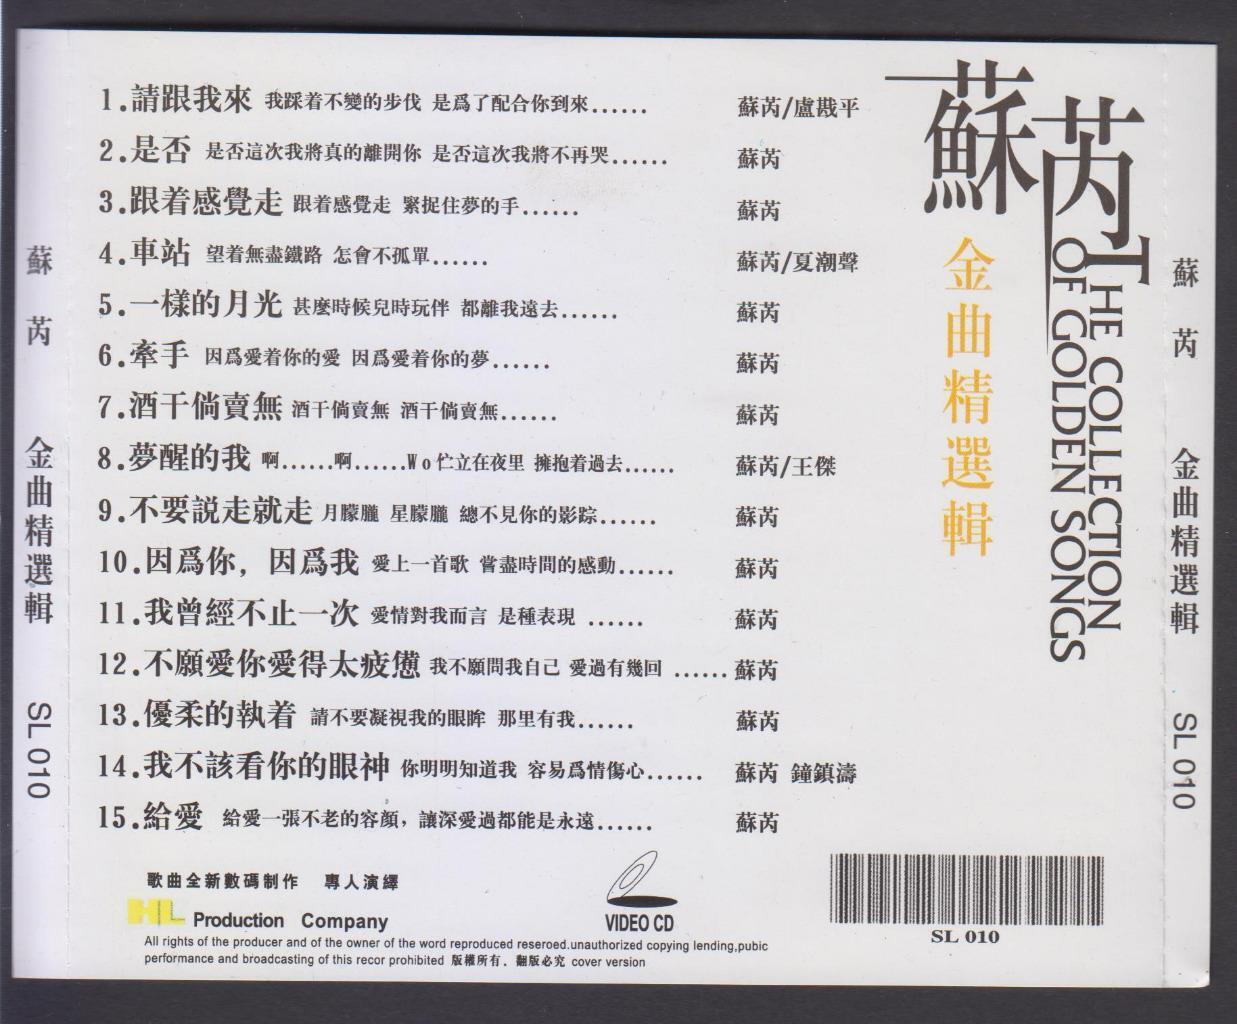 蘇芮 金曲精選輯 SL 010
1.請跟我來 我踩着不變的步伐 是爲了配合你到來...... 蘇芮/盧戡平
2.是否 是否這次我將真的離開你 是否這次我將不再哭...... 蘇芮
3.跟着感覺走 跟着感覺走 緊捉住夢的手...... 蘇芮
4.車站 望着無盡鐵路 怎會不孤單...... 蘇芮/夏潮聲
5.一樣的月光 甚麼時候兒時玩伴 都離我遠去...... 蘇芮
6.牽手 因爲愛着你的愛 因爲愛着你的夢...... 蘇芮
7.酒干倘賣無 酒干倘賣無 酒干倘賣無...... 蘇芮
8.夢醒的我 啊......啊......Wo伫立在夜里 擁抱着過去...... 蘇芮/王傑
9.不要説走就走 月朦朧 星朦朧 總不見你的影踪...... 蘇芮
10.因爲你，因爲我 愛上一首歌 嘗盡時間的感動...... 蘇芮
11.我曾經不止一次 愛情對我而言 是種表現 ...... 蘇芮
12.不願愛你愛得太疲憊 我不願問我自己 愛過有幾回 ...... 蘇芮
13.優柔的執着 請不要凝視我的眼眸 那里有我...... 蘇芮
14.我不該看你的眼神 你明明知道我 容易爲情傷心...... 蘇芮 鐘鎮濤
15.給愛 給愛一張不老的容顔，讓深愛過都能是永遠...... 蘇芮
蘇芮
金曲精選輯
THE COLLECTION
OF GOLDEN SONGS
歌曲全新數碼制作 專人演繹
HL Production Company
VIDEO CD
All rights of the producer and of the owner of the word reproduced reseroed.unauthorized copying lending,pubic
performance and broadcasting of this recor prohibited 版權所有．翻版必究 cover version
SL 010
蘇芮 金曲精選輯 SL 010